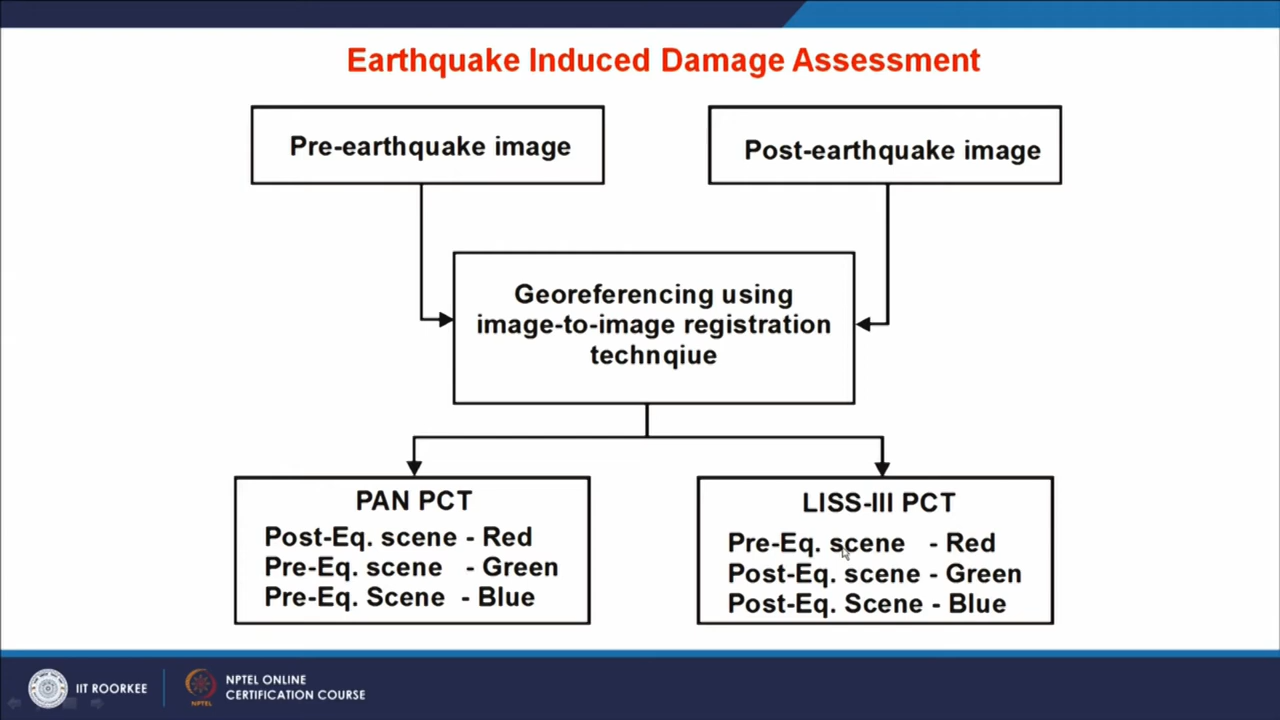 Earthquake Induced Damage Assessment
Pre-earthquake image
Post-earthquake image
Georeferencing using
image-to-image registration
technqiue
PAN PCT
Post-Eq. scene - Red
Pre-Eq. scene - Green
Pre-Eq. Scene - Blue
LISS-III PCT
Pre-Eq. scene - Red
Post-Eq. scene - Green
Post-Eq. Scene - Blue
IIT ROORKEE
NPTEL
NPTEL ONLINE
CERTIFICATION COURSE